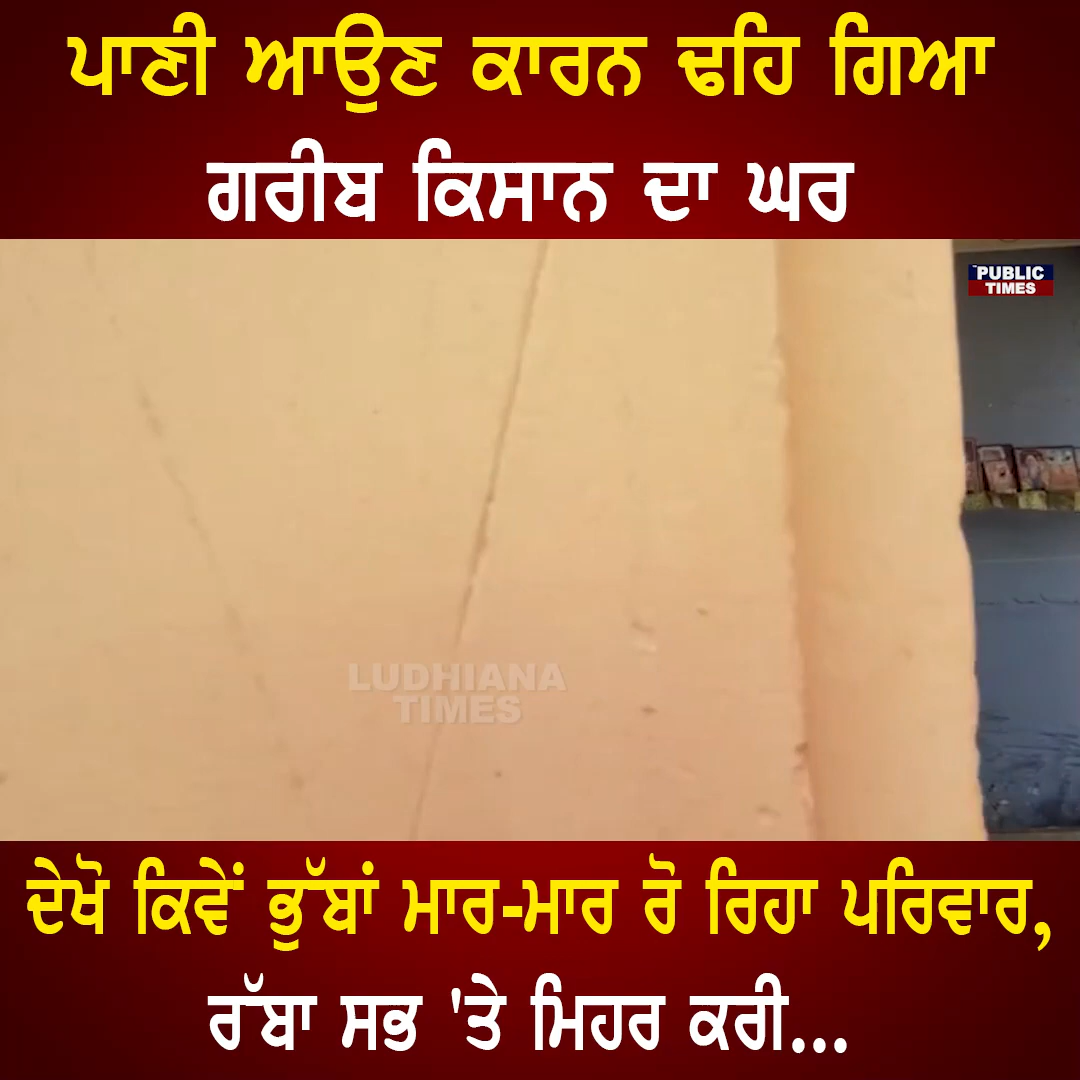 ਪਾਣੀ ਆਉਣ ਕਾਰਨ ਢਹਿ ਗਿਆ
ਗਰੀਬ ਕਿਸਾਨ ਦਾ ਘਰ
PUBLIC
TIMES
LUDHIANA
TIMES
ਦੇਖੋ ਕਿਵੇਂ ਭੁੱਬਾਂ ਮਾਰ-ਮਾਰ ਰੋ ਰਿਹਾ ਪਰਿਵਾਰ,
ਰੱਬਾ ਸਭ 'ਤੇ ਮਿਹਰ ਕਰੀ...